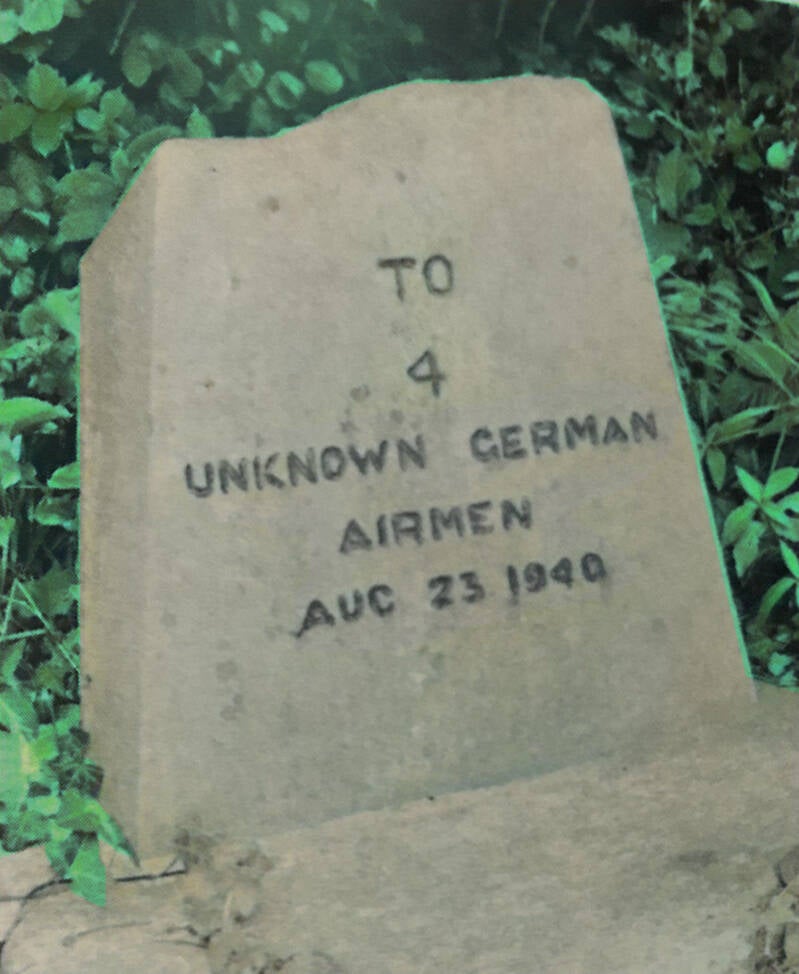 TO
4
UNKNOWN GERMAN
AIRMEN
AUG 23 1940